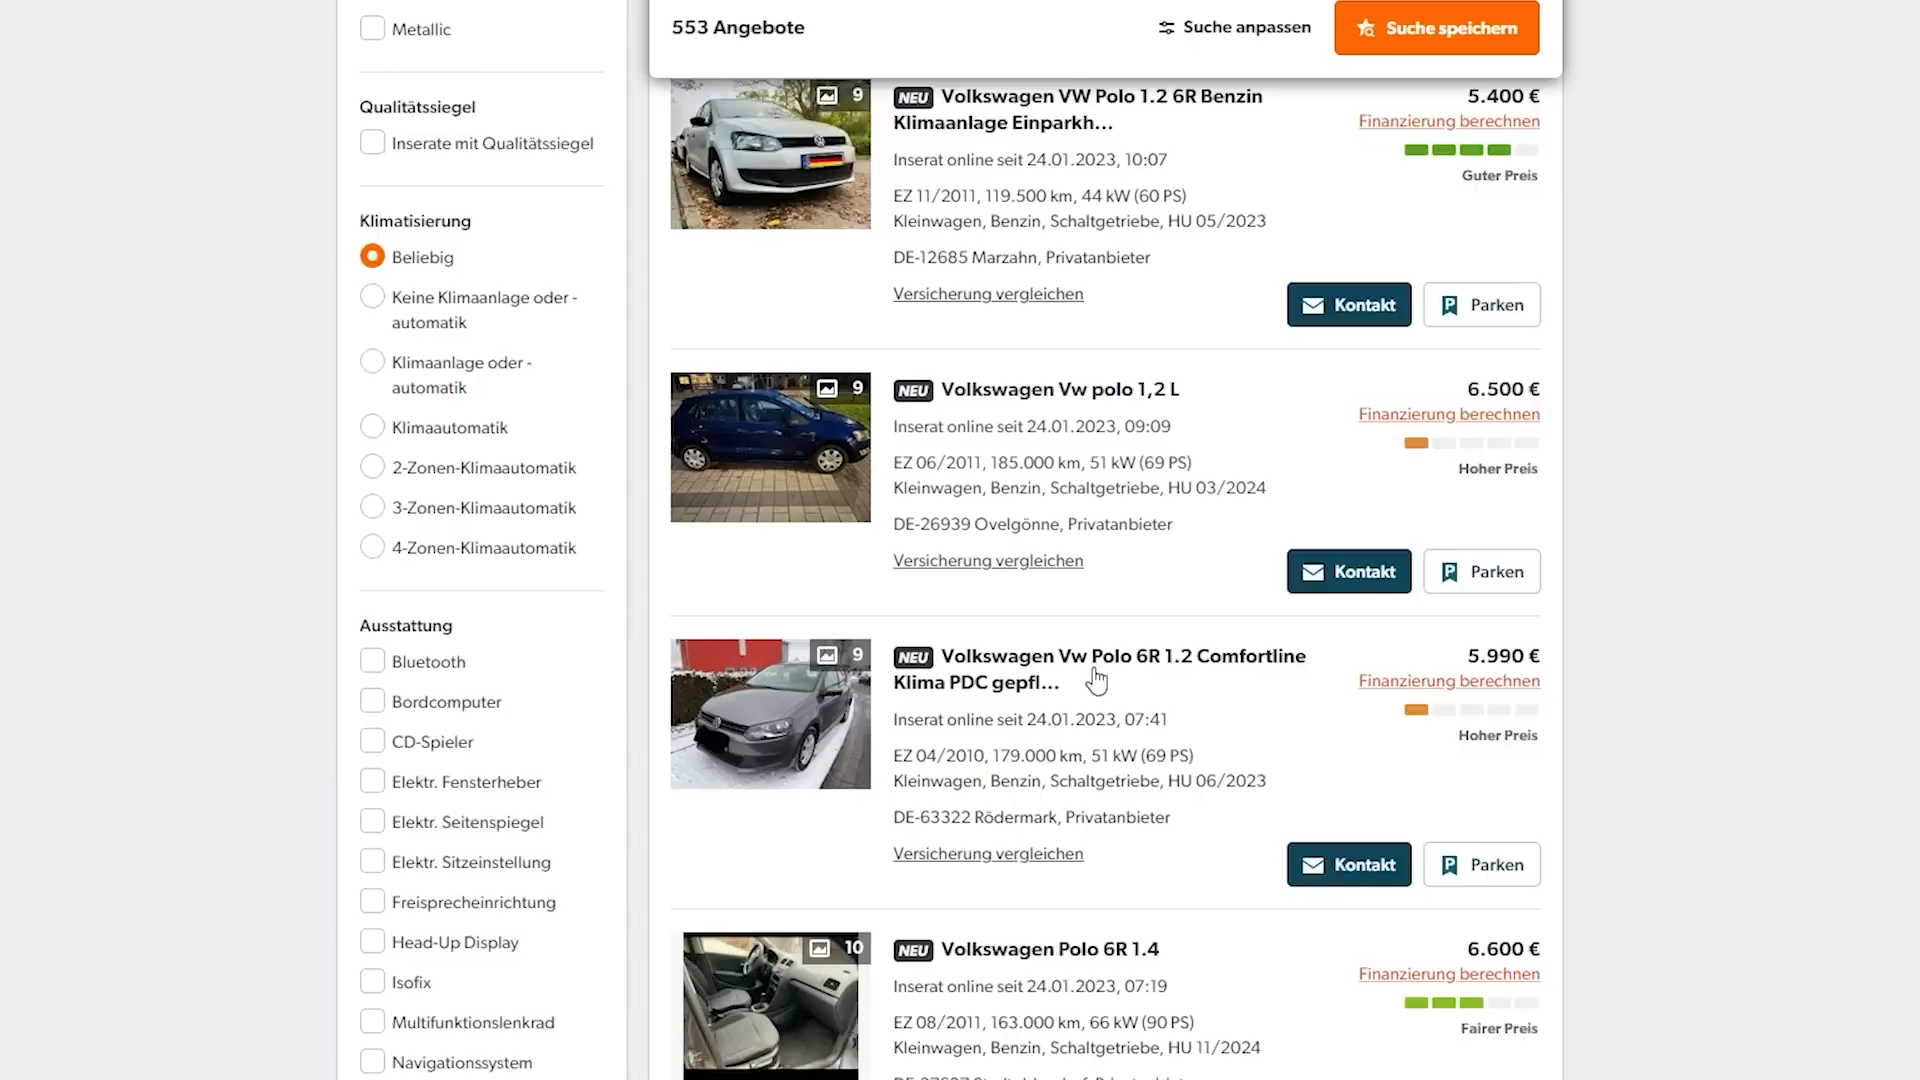 Metallic
Qualitätssiegel
Inserate mit Qualitätssiegel
Klimatisierung
Beliebig
Keine Klimaanlage oder -
automatik
Klimaanlage oder -
automatik
Klimaautomatik
2-Zonen-Klimaautomatik
3-Zonen-Klimaautomatik
4-Zonen-Klimaautomatik
Ausstattung
Bluetooth
Bordcomputer
CD-Spieler
Elektr. Fensterheber
Elektr. Seitenspiegel
Elektr. Sitzeinstellung
Freisprecheinrichtung
Head-Up Display
Isofix
Multifunktionslenkrad
Navigationssystem
553 Angebote
Suche anpassen
Suche speichern
9
NEU Volkswagen VW Polo 1.2 6R Benzin
Klimaanlage Einparkh...
5.400 €
Finanzierung berechnen
Guter Preis
Inserat online seit 24.01.2023, 10:07
EZ 11/2011, 119.500 km, 44 kW (60 PS)
Kleinwagen, Benzin, Schaltgetriebe, HU 05/2023
DE-12685 Marzahn, Privatanbieter
Versicherung vergleichen
Kontakt
Parken
9
NEU Volkswagen Vw polo 1,2 L
6.500 €
Finanzierung berechnen
Hoher Preis
Inserat online seit 24.01.2023, 09:09
EZ 06/2011, 185.000 km, 51 kW (69 PS)
Kleinwagen, Benzin, Schaltgetriebe, HU 03/2024
DE-26939 Ovelgönne, Privatanbieter
Versicherung vergleichen
Kontakt
Parken
9
NEU Volkswagen Vw Polo 6R 1.2 Comfortline
Klima PDC gepfl...
5.990 €
Finanzierung berechnen
Hoher Preis
Inserat online seit 24.01.2023, 07:41
EZ 04/2010, 179.000 km, 51 kW (69 PS)
Kleinwagen, Benzin, Schaltgetriebe, HU 06/2023
DE-63322 Rödermark, Privatanbieter
Versicherung vergleichen
Kontakt
Parken
10
NEU Volkswagen Polo 6R 1.4
6.600 €
Finanzierung berechnen
Fairer Preis
Inserat online seit 24.01.2023, 07:19
EZ 08/2011, 163.000 km, 66 kW (90 PS)
Kleinwagen, Benzin, Schaltgetriebe, HU 11/2024